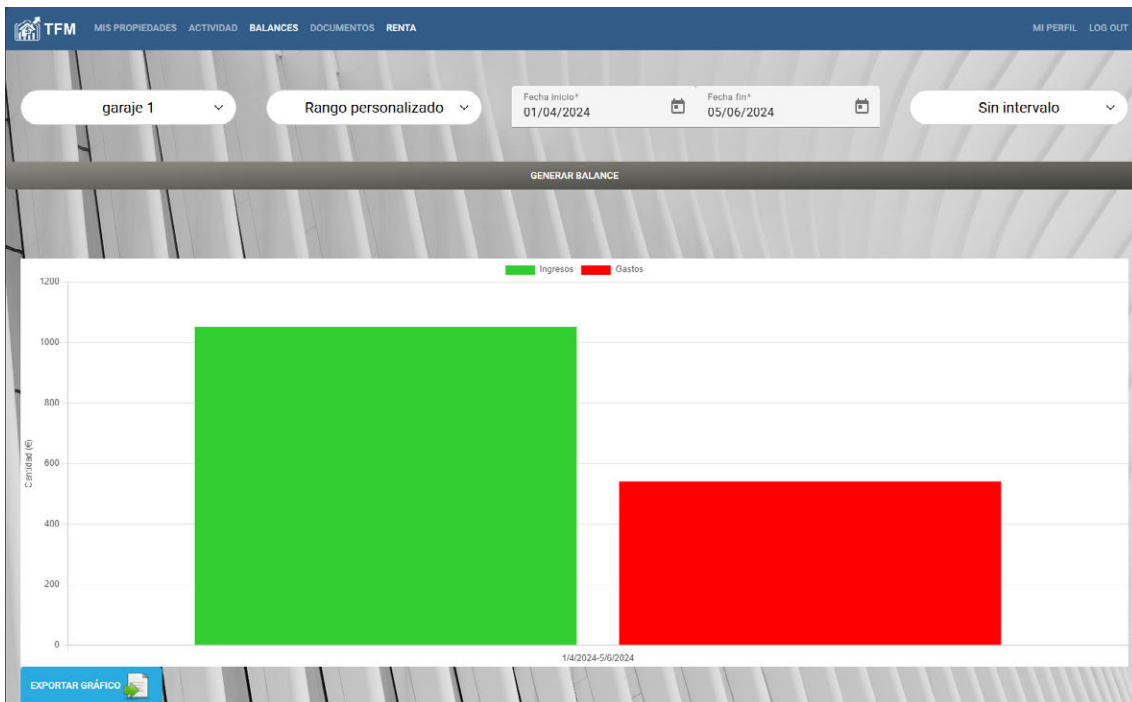 TFM MIS PROPIEDADES ACTIVIDAD BALANCES DOCUMENTOS RENTA MI PERFIL LOG OUT
garaje 1 Rango personalizado Fecha inicio* 01/04/2024 Fecha fin* 05/06/2024 Sin intervalo
GENERAR BALANCE
Ingresos Gastos
1200
1000
800
600
400
200
0
Cantidad (€)
1/4/2024-5/6/2024
EXPORTAR GRÁFICO